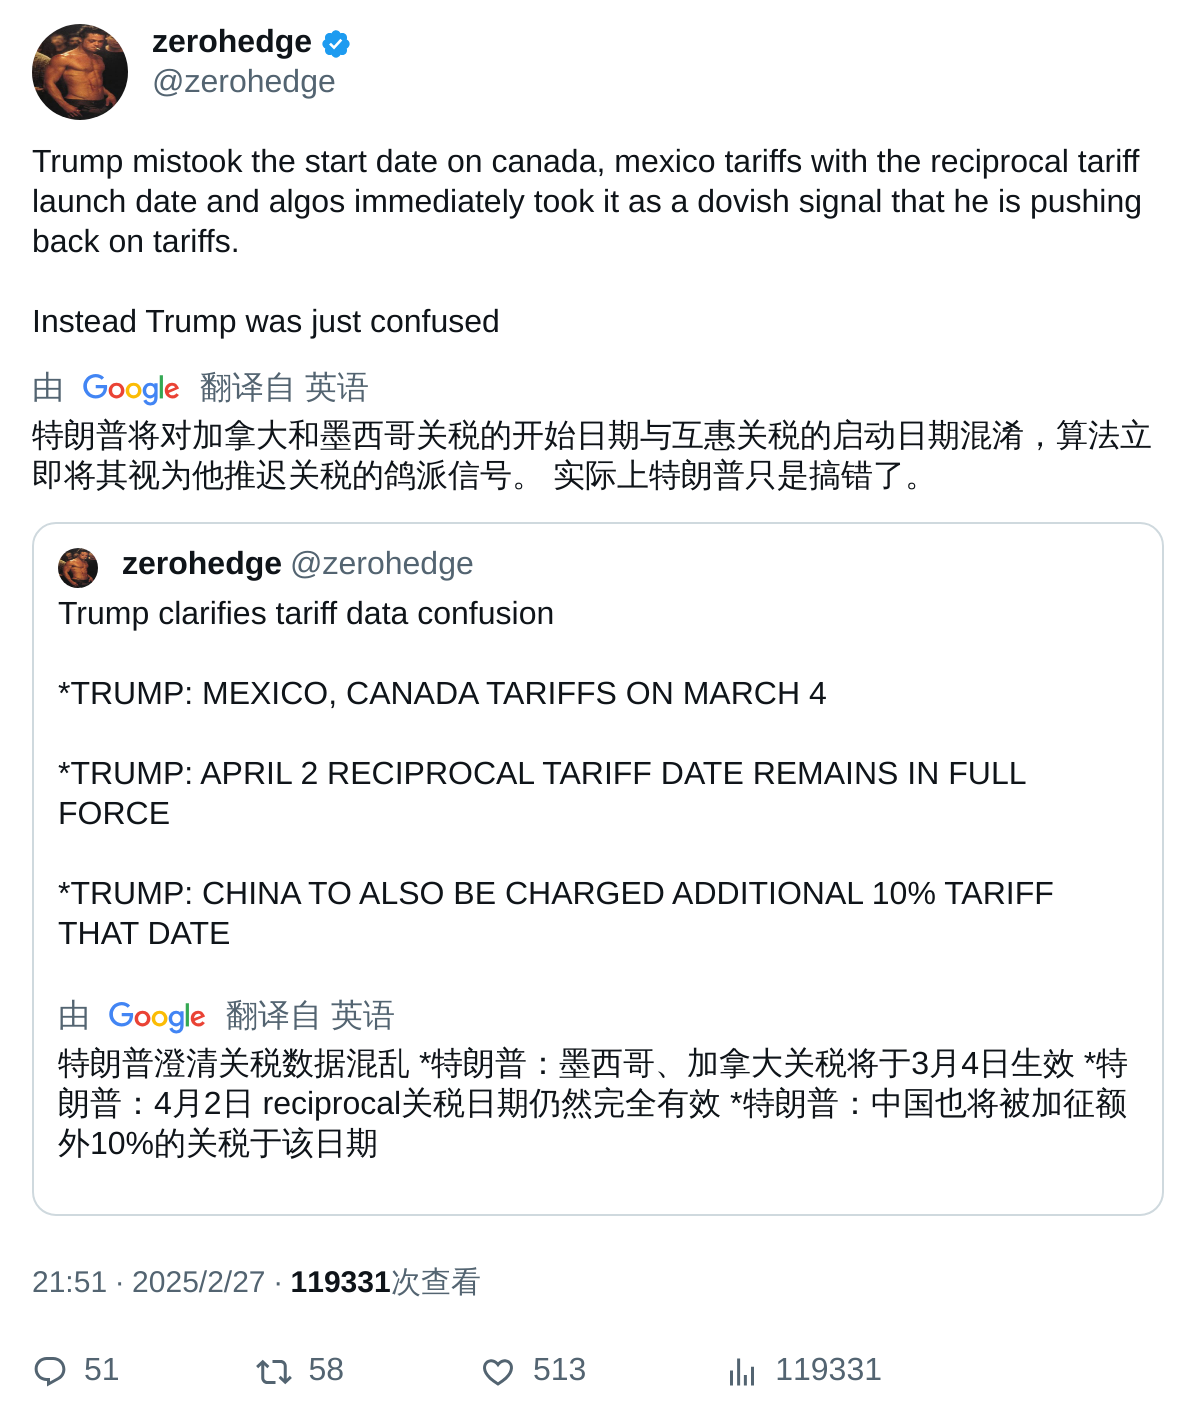 zerohedge
@zerohedge
Trump mistook the start date on canada, mexico tariffs with the reciprocal tariff
launch date and algos immediately took it as a dovish signal that he is pushing
back on tariffs.
Instead Trump was just confused
由 Google 翻译自 英语
特朗普将对加拿大和墨西哥关税的开始日期与互惠关税的启动日期混淆，算法立
即将其视为他推迟关税的鸽派信号。 实际上特朗普只是搞错了。
zerohedge @zerohedge
Trump clarifies tariff data confusion
*TRUMP: MEXICO, CANADA TARIFFS ON MARCH 4
*TRUMP: APRIL 2 RECIPROCAL TARIFF DATE REMAINS IN FULL
FORCE
*TRUMP: CHINA TO ALSO BE CHARGED ADDITIONAL 10% TARIFF
THAT DATE
由 Google 翻译自 英语
特朗普澄清关税数据混乱 *特朗普：墨西哥、加拿大关税将于3月4日生效 *特
朗普：4月2日 reciprocal关税日期仍然完全有效 *特朗普：中国也将被加征额
外10%的关税于该日期
21:51 · 2025/2/27 · 119331次查看
51 58 513 119331